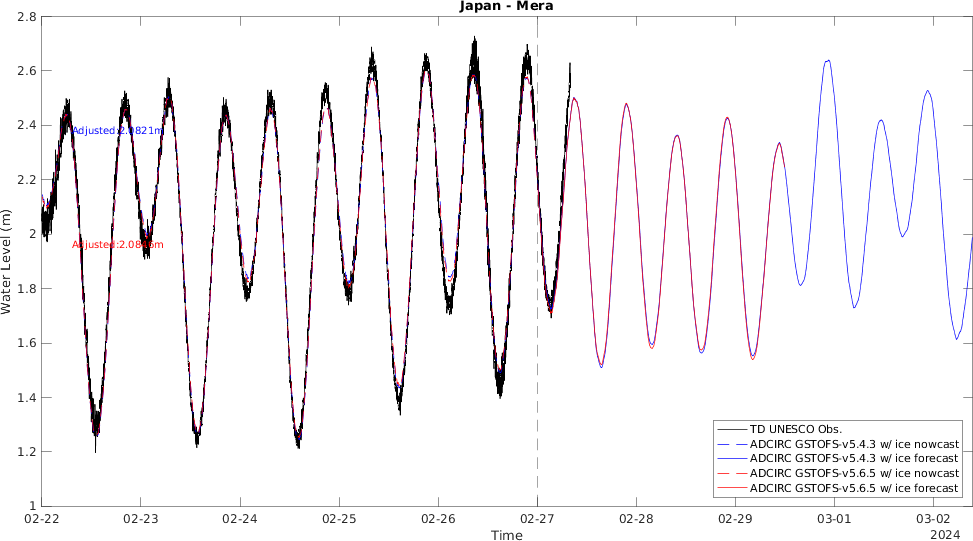 Japan - Mera
Water Level (m)
2.8
2.6
2.4
2.2
2
1.8
1.6
1.4
1.2
1
Adjusted:2.0821m
02-22
02-23
02-24
02-25
02-26
02-27
02-28
02-29
03-01
03-02
2024
Time
TD UNESCO Obs.
ADCIRC GSTOFS-v5.4.3 w/ ice nowcast
ADCIRC GSTOFS-v5.4.3 w/ ice forecast
ADCIRC GSTOFS-v5.6.5 w/ ice nowcast
ADCIRC GSTOFS-v5.6.5 w/ ice forecast